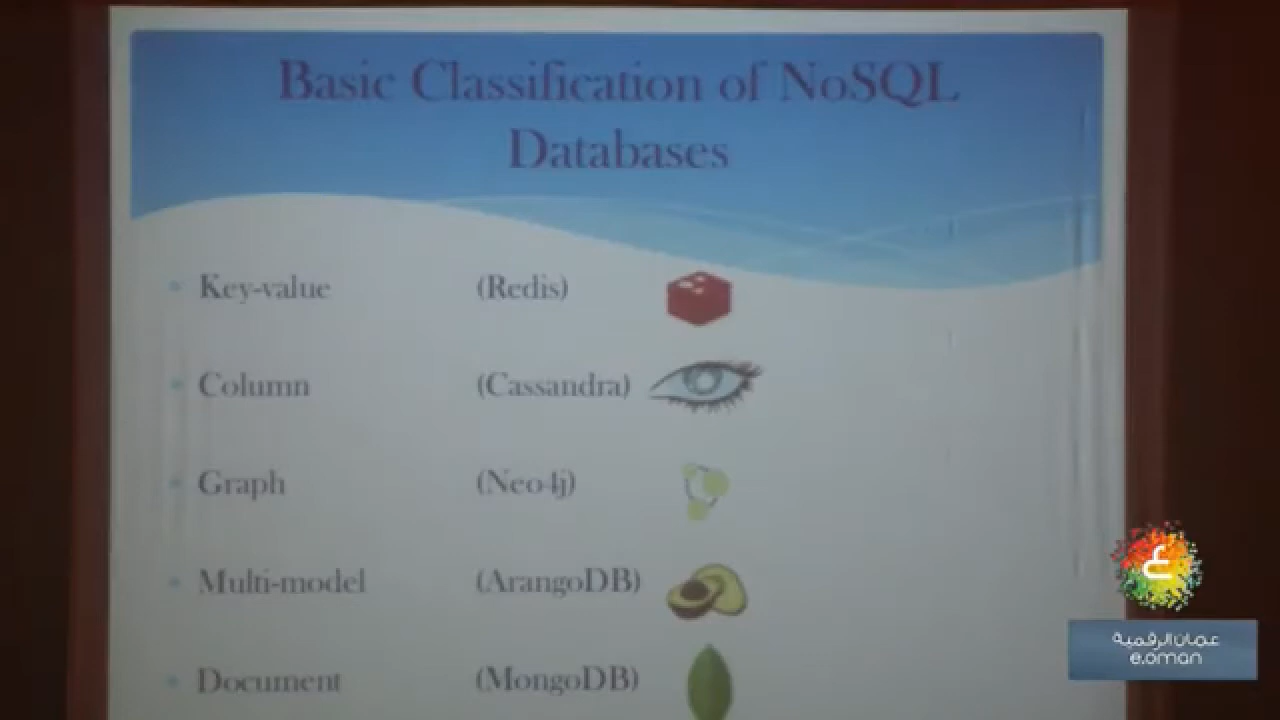 Basic Classification of NoSQL
Databases
Key-value (Redis)
Column (Cassandra)
Graph (Neo4j)
Multi-model (ArangoDB)
Document (MongoDB)
ع
عمان الرقمية
e.oman